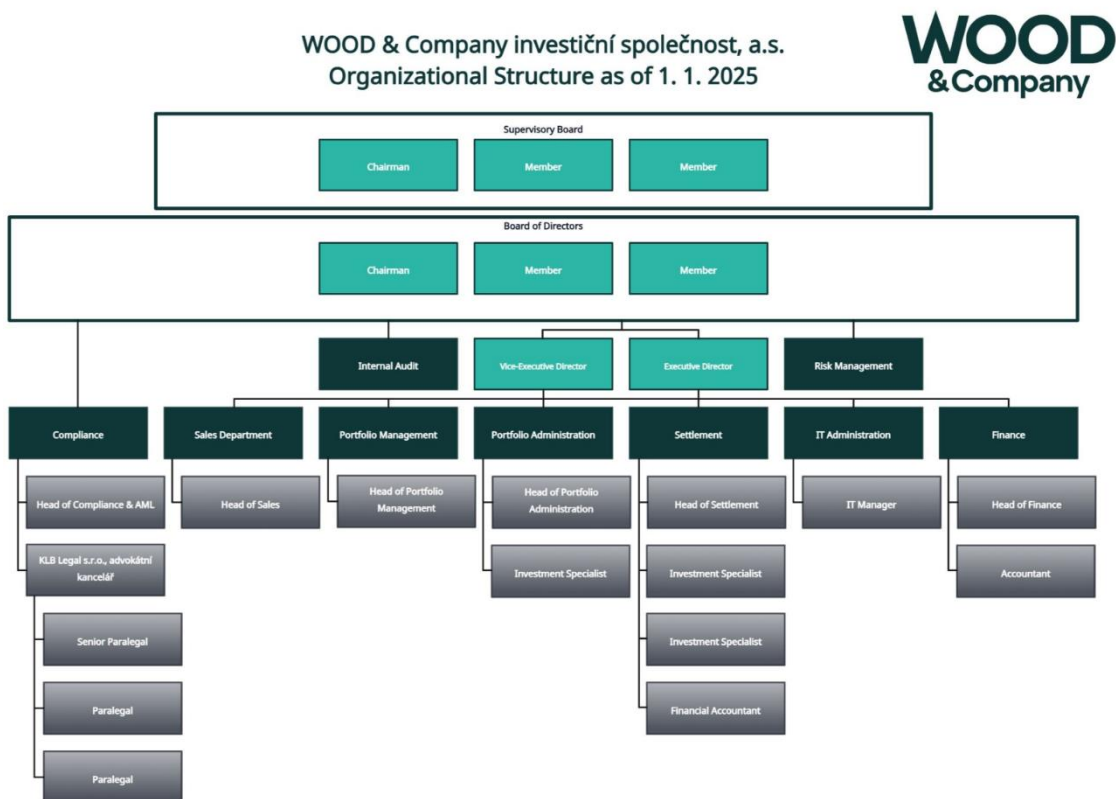 WOOD & Company investiční společnost, a.s.
Organizational Structure as of 1. 1. 2025
WOOD
&Company
Supervisory Board
Chairman
Member
Member
Board of Directors
Chairman
Member
Member
Internal Audit
Vice-Executive Director
Executive Director
Risk Management
Compliance
Sales Department
Portfolio Management
Portfolio Administration
Settlement
IT Administration
Finance
Head of Compliance & AML
Head of Sales
Head of Portfolio
Management
Head of Portfolio
Administration
Head of Settlement
IT Manager
Head of Finance
KLB Legal s.r.o., advokátní
kancelář
Investment Specialist
Investment Specialist
Accountant
Senior Paralegal
Investment Specialist
Paralegal
Financial Accountant
Paralegal